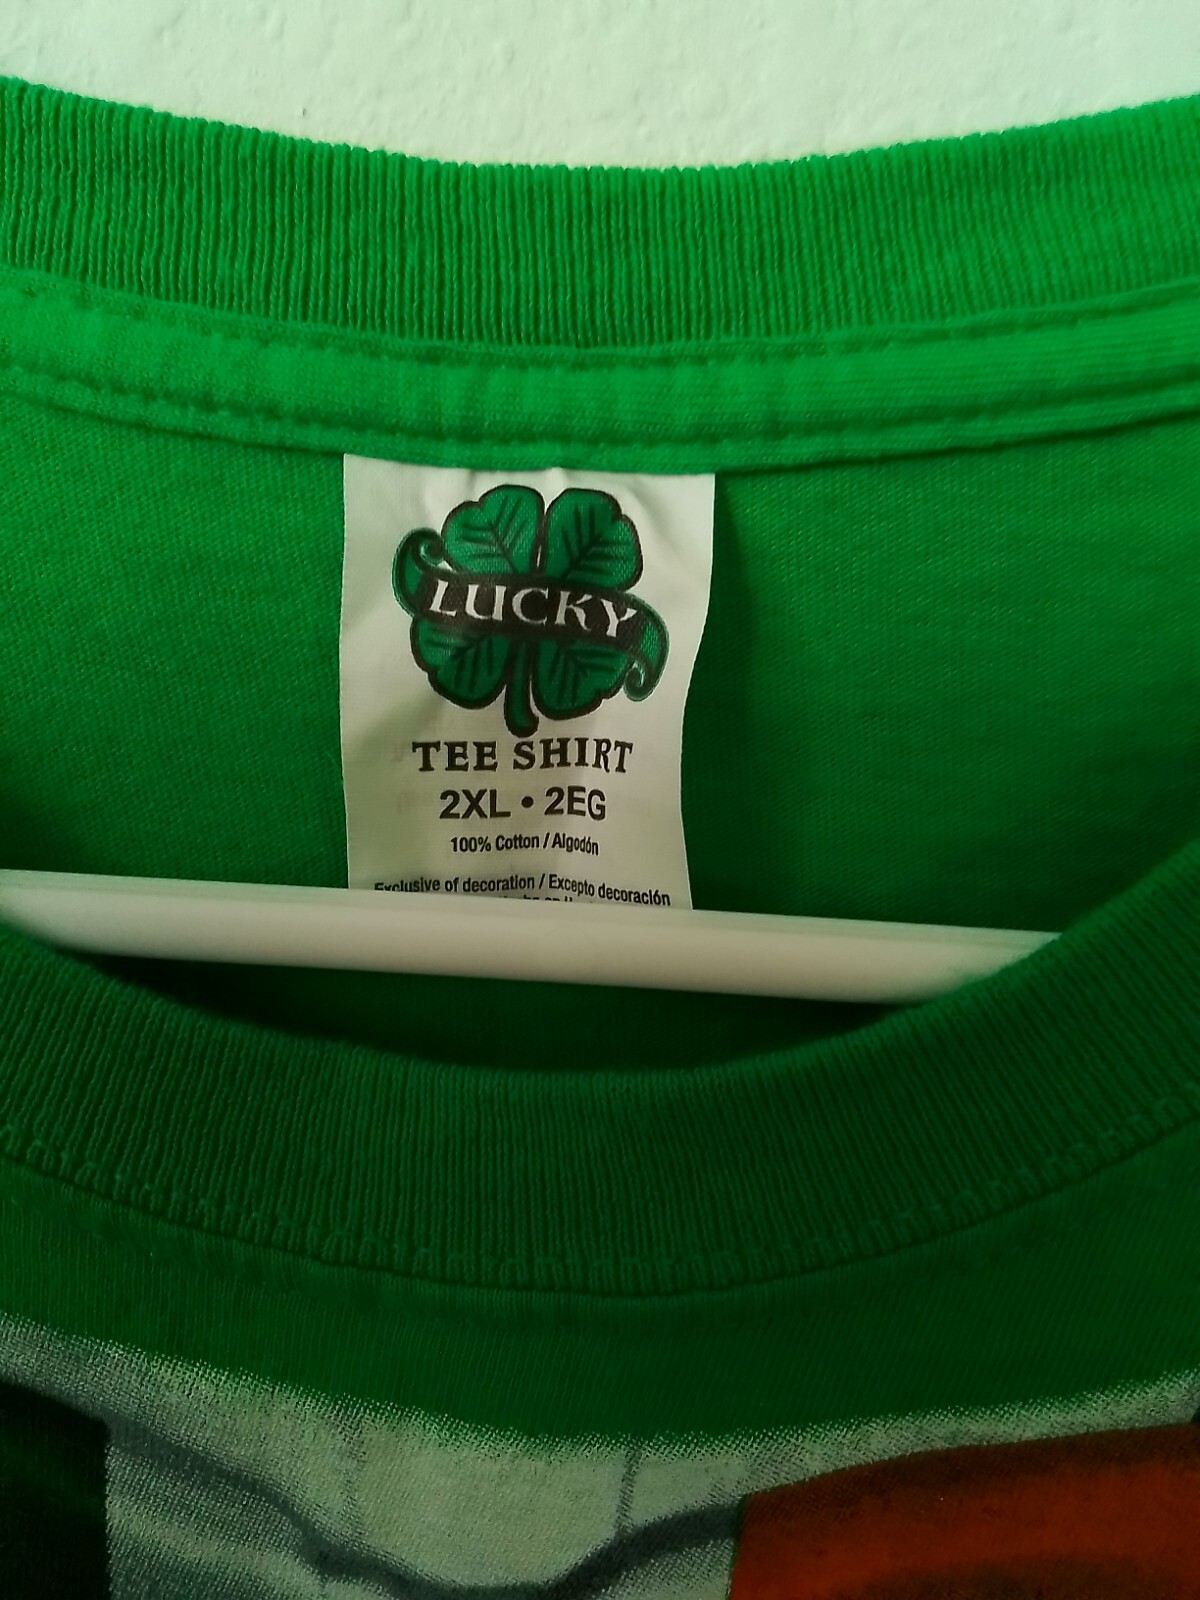 LUCKY
TEE SHIRT
2XL • 2EG
100% Cotton / Algodón
Exclusive of decoration / Excepto decoración